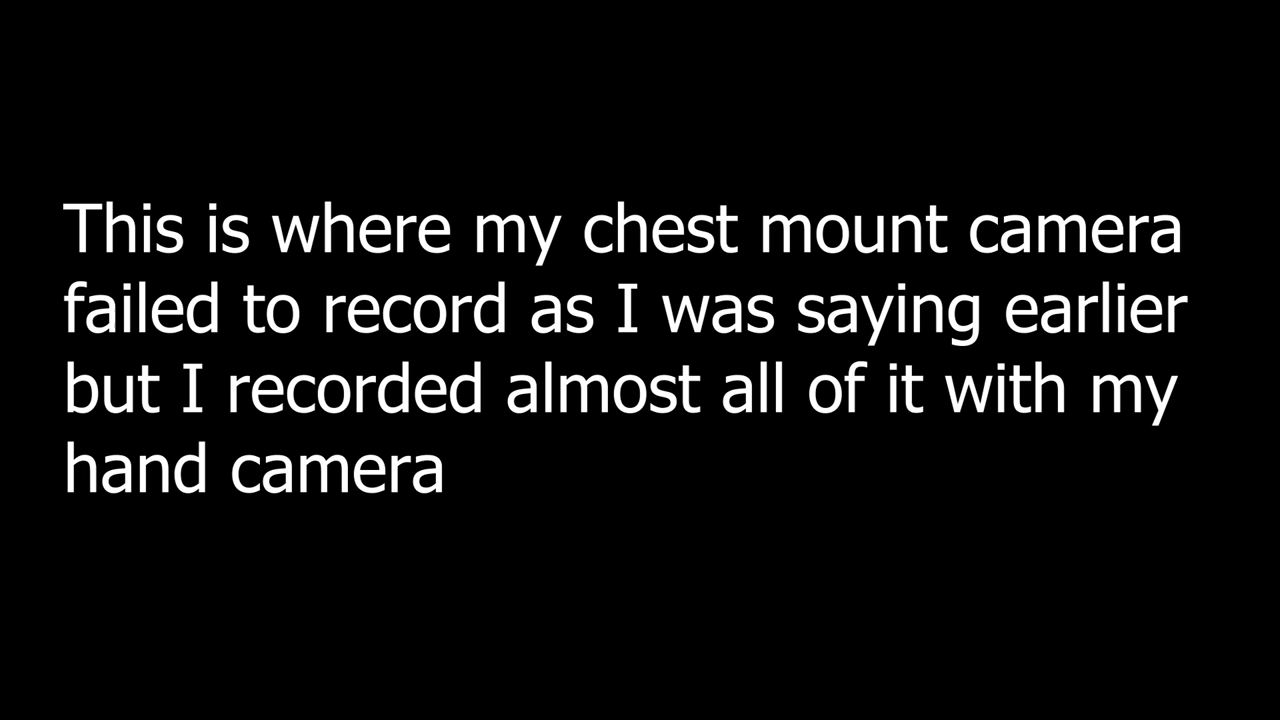 This is where my chest mount camera
failed to record as I was saying earlier
but I recorded almost all of it with my
hand camera